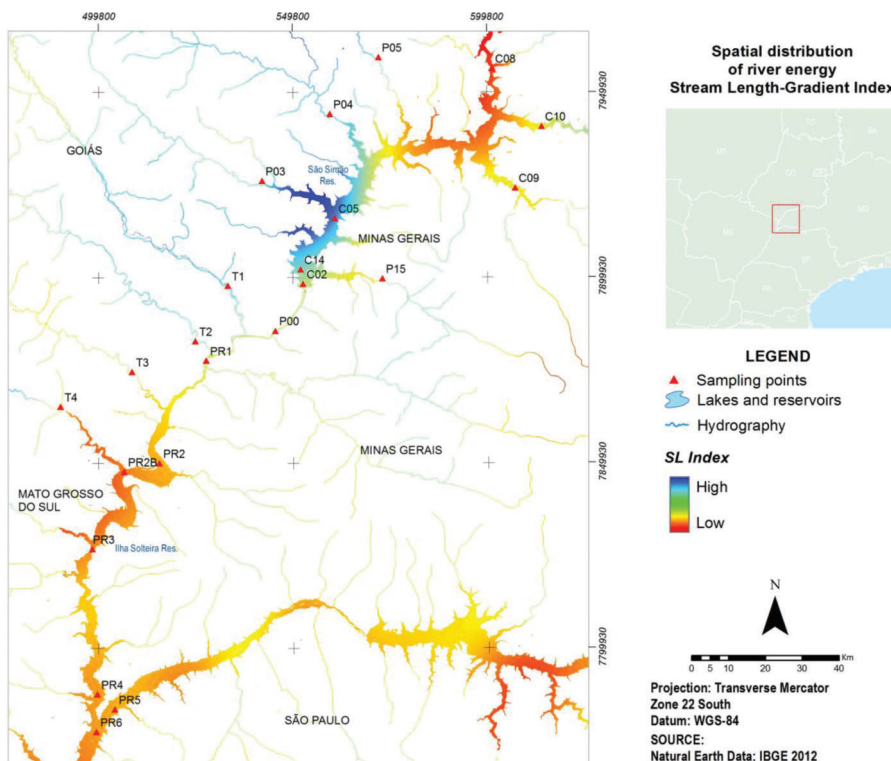 499800
549800
599800
Spatial distribution
of river energy
Stream Length-Gradient Index
P05
C08
7949930
P04
C10
GOIÁS
São Simão
Res.
P03
C09
C05
MINAS GERAIS
C14
C02
P15
7899930
T1
P00
T2
PR1
T3
T4
PR2
MINAS GERAIS
PR2B
7849930
MATO GROSSO
DO SUL
PR3
Ilha Solteira Res.
7799930
PR4
PR5
PR6
SÃO PAULO
LEGEND
Sampling points
Lakes and reservoirs
Hydrography
SL Index
High
Low
N
0 5 10 20 30 40
Km
Projection: Transverse Mercator
Zone 22 South
Datum: WGS-84
SOURCE:
Natural Earth Data: IBGE 2012